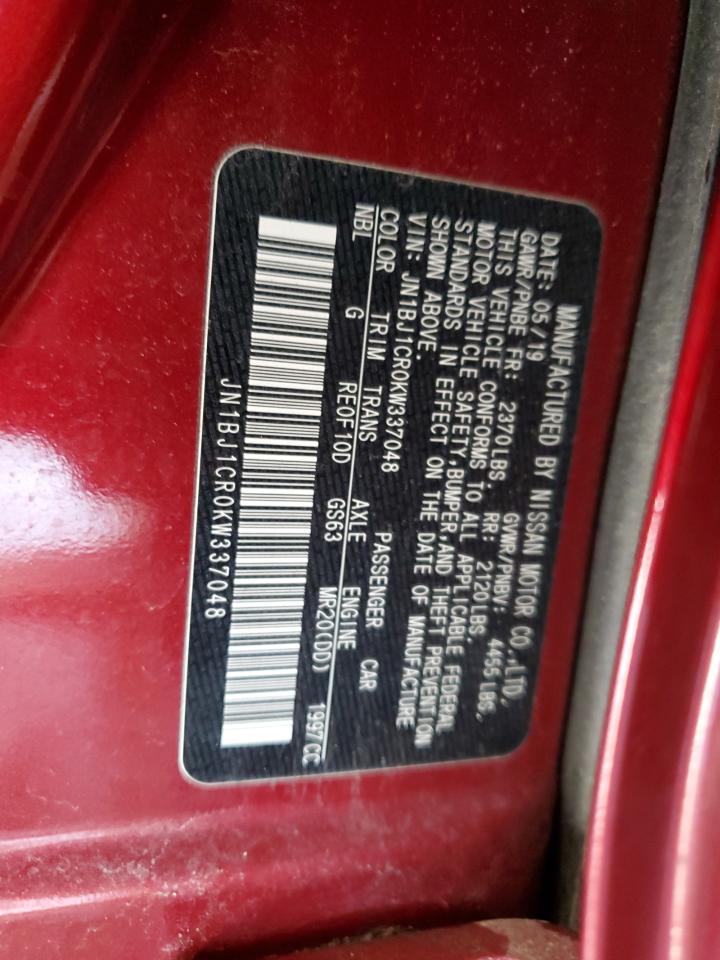 MANUFACTURED BY NISSAN MOTOR CO.,LTD.
DATE: 05/19 GVWR/PNBV: 4455LBS,
GAWR/PNBE FR: 2370LBS RR: 2120LBS.
THIS VEHICLE CONFORMS TO ALL APPLICABLE FEDERAL
MOTOR VEHICLE SAFETY,BUMPER,AND THEFT PREVENTION
STANDARDS IN EFFECT ON THE DATE OF MANUFACTURE
SHOWN ABOVE.
VIN: JN1BJ1CR0KW337048 PASSENGER CAR
COLOR TRIM TRANS AXLE ENGINE
NBL G RE0F10D GS63 MR20(DD) 1997CC
JN1BJ1CR0KW337048